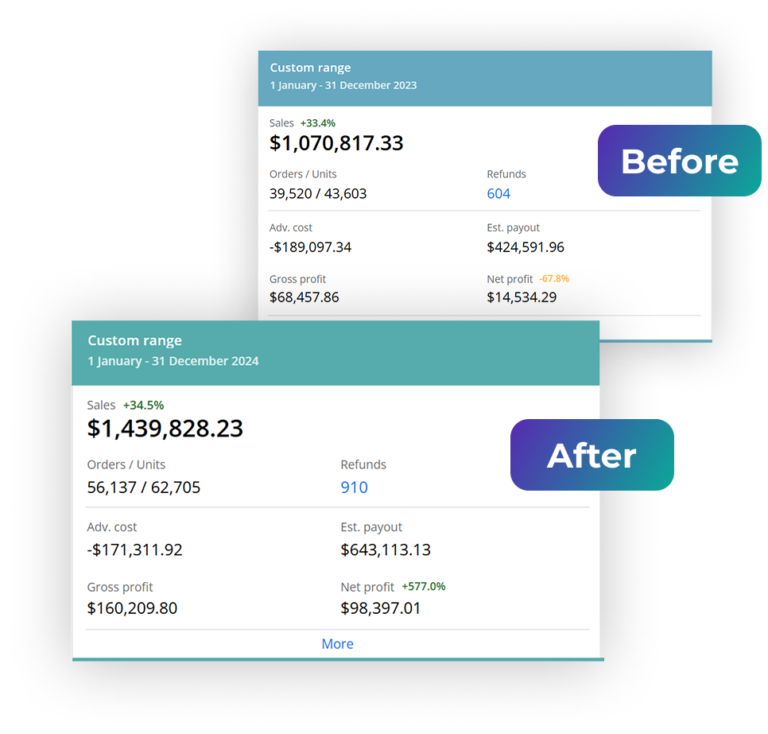 Custom range
1 January - 31 December 2023
Sales +33.4%
$1,070,817.33
Before
Orders / Units Refunds
39,520 / 43,603 604
Adv. cost Est. payout
-$189,097.34 $424,591.96
Gross profit Net profit -67.8%
$68,457.86 $14,534.29
Custom range
1 January - 31 December 2024
Sales +34.5%
$1,439,828.23
After
Orders / Units Refunds
56,137 / 62,705 910
Adv. cost Est. payout
-$171,311.92 $643,113.13
Gross profit Net profit +577.0%
$160,209.80 $98,397.01
More